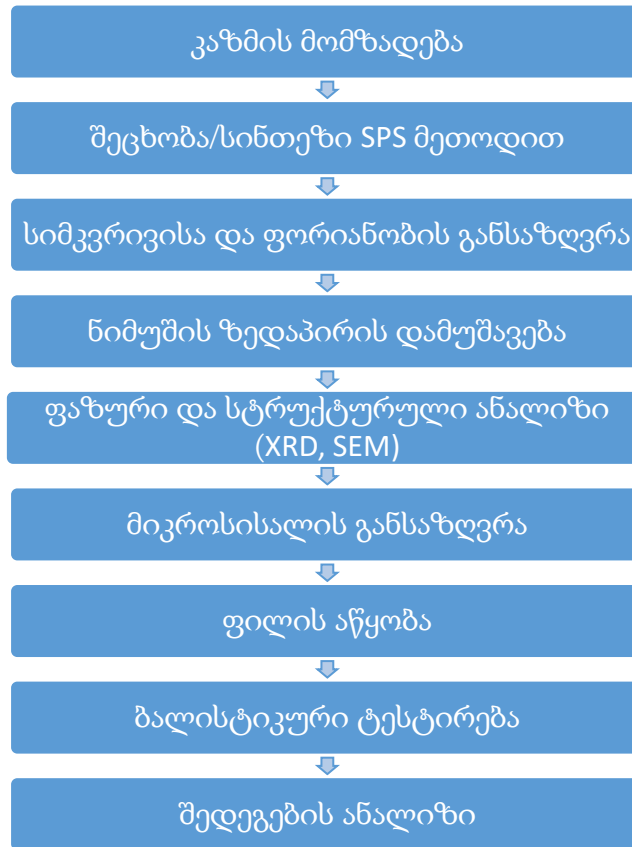 კაზმის მომზადება
შეცხობა/სინთეზი SPS მეთოდით
სიმკვრივისა და ფორიანობის განსაზღვრა
ნიმუშის ზედაპირის დამუშავება
ფაზური და სტრუქტურული ანალიზი
(XRD, SEM)
მიკროსისალის განსაზღვრა
ფილის აწყობა
ბალისტიკური ტესტირება
შედეგების ანალიზი